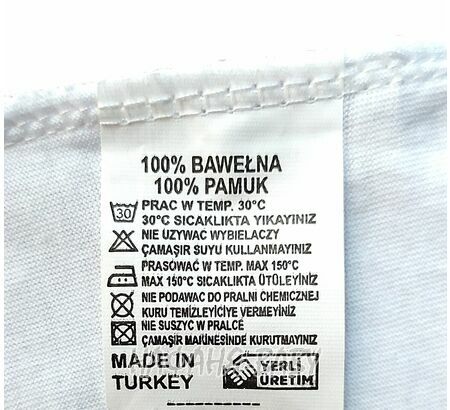 100% BAWEŁNA
100% PAMUK
30 PRAC W TEMP. 30°C
30°C SICAKLIKTA YIKAYINIZ
NIE UŻYWAĆ WYBIELACZY
ÇAMAŞIR SUYU KULLANMAYINIZ
PRASOWAĆ W TEMP. MAX 150°C
MAX 150°C SICAKLIKTA ÜTÜLEYİNİZ
NIE PODAWAĆ DO PRALNI CHEMICZNEJ
KURU TEMİZLEYİCİYE VERMEYİNİZ
NIE SUSZYC W PRALCE
ÇAMAŞIR MAKİNESİNDE KURUTMAYINIZ
MADE IN
TURKEY
YERLİ
ÜRETİM